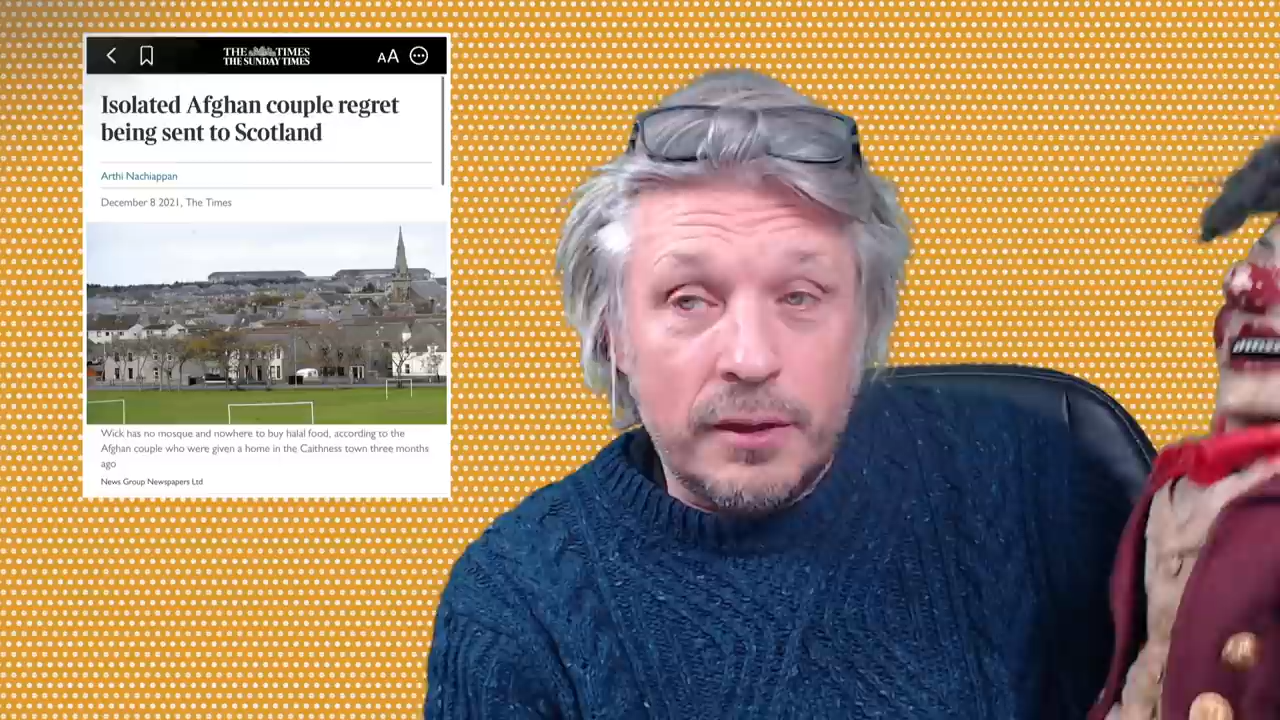 THE TIMES
THE SUNDAY TIMES
AA
Isolated Afghan couple regret
being sent to Scotland
Arthi Nachiappan
December 8 2021, The Times
Wick has no mosque and nowhere to buy halal food, according to the
Afghan couple who were given a home in the Caithness town three months
ago
News Group Newspapers Ltd